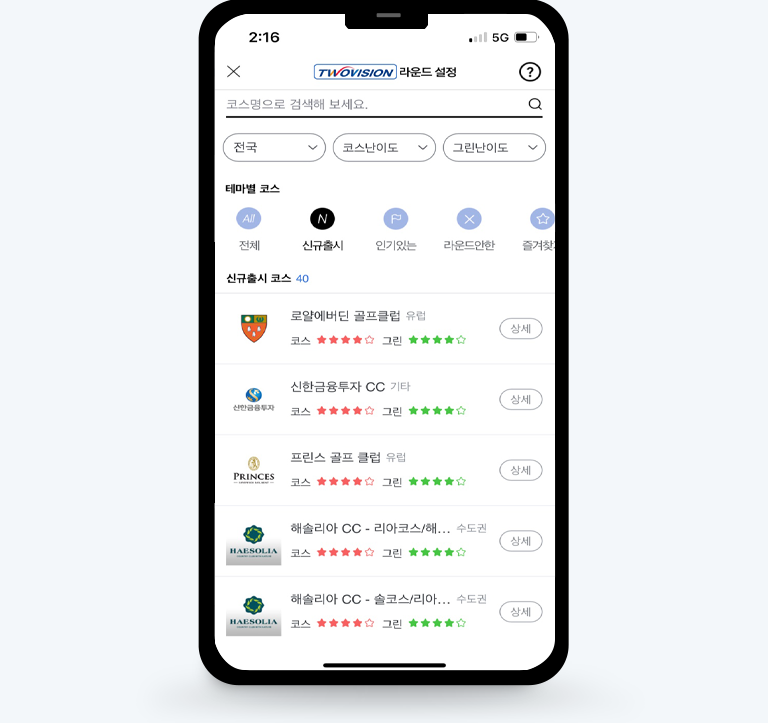 2:16 5G
TWOVISION 라운드 설정 ?
코스명으로 검색해 보세요.
전국 코스난이도 그린난이도
테마별 코스
All N
전체 신규출시 인기있는 라운드안한 즐겨찾
신규출시 코스 40
로얄에버딘 골프클럽 유럽
코스 그린 상세
신한금융투자 CC 기타
신한금융투자
코스 그린 상세
프린스 골프 클럽 유럽
PRINCES
코스 그린 상세
해솔리아 CC - 리아코스/해... 수도권
HAESOLIA
코스 그린 상세
해솔리아 CC - 솔코스/리아... 수도권
HAESOLIA
코스 그린 상세